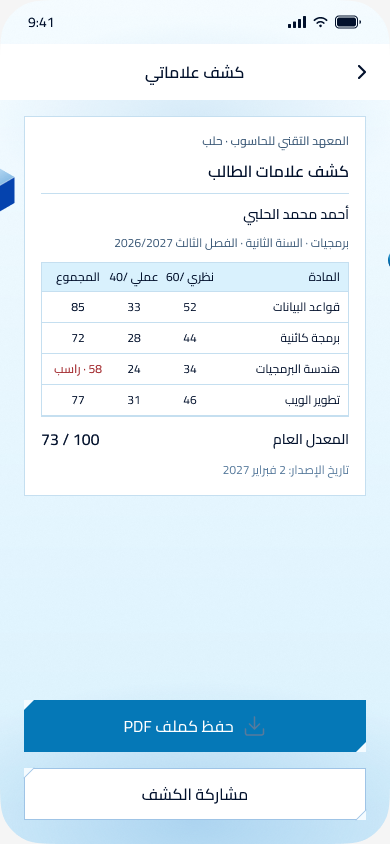 9:41
كشف علاماتي
المعهد التقني للحاسوب · حلب
كشف علامات الطالب
أحمد محمد الحلبي
برمجيات · السنة الثانية · الفصل الثالث 2026/2027
المادة نظري /60 عملي /40 المجموع
قواعد البيانات 52 33 85
برمجة كائنية 44 28 72
هندسة البرمجيات 34 24 58 · راسب
تطوير الويب 46 31 77
المعدل العام 73 / 100
تاريخ الإصدار: 2 فبراير 2027
حفظ كملف PDF
مشاركة الكشف